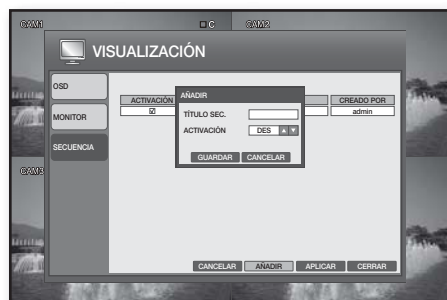 CAM1
C
CAM2
VISUALIZACIÓN
OSD
MONITOR
SECUENCIA
ACTIVACIÓN
CREADO POR
admin
AÑADIR
TÍTULO SEC.
ACTIVACIÓN DES
GUARDAR CANCELAR
CAM3
CANCELAR AÑADIR APLICAR CERRAR